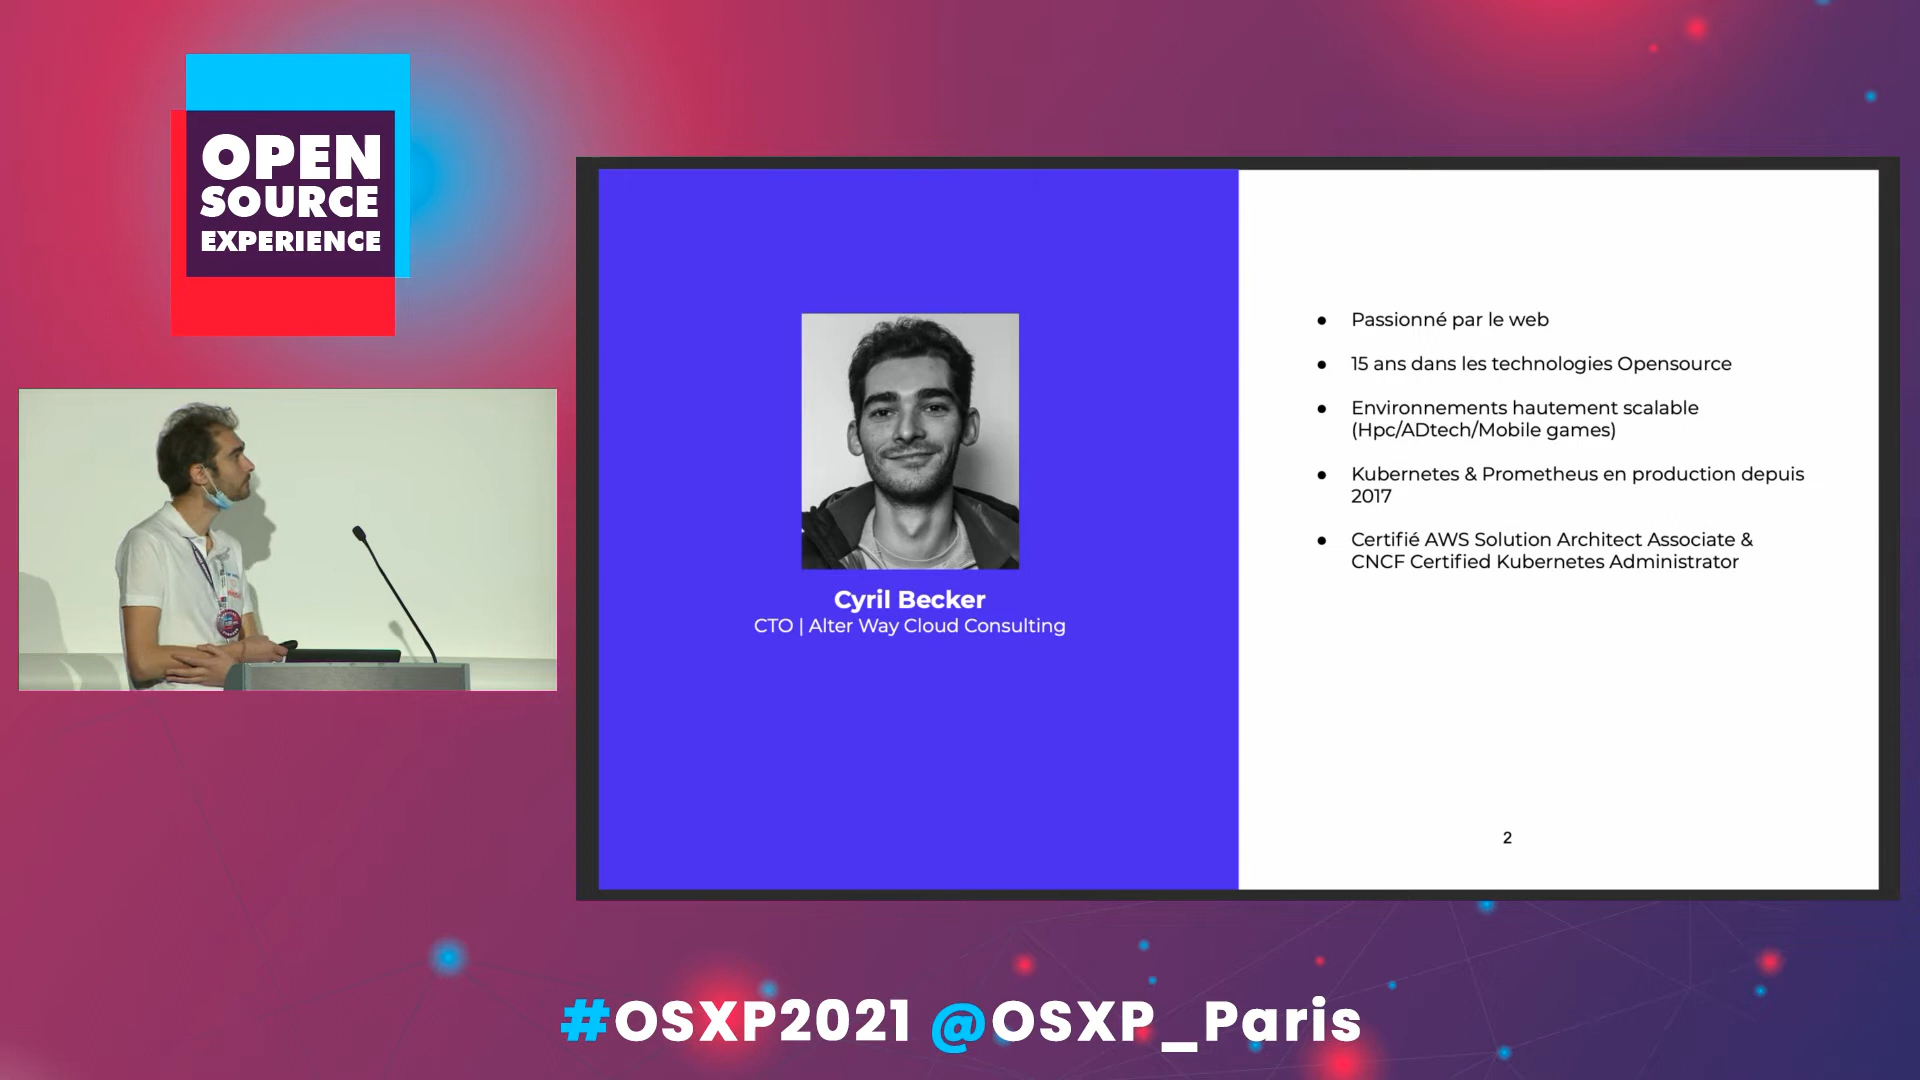 OPEN
SOURCE
EXPERIENCE
Cyril Becker
CTO | Alter Way Cloud Consulting
● Passionné par le web
● 15 ans dans les technologies Opensource
● Environnements hautement scalable
(Hpc/ADtech/Mobile games)
● Kubernetes & Prometheus en production depuis
2017
● Certifié AWS Solution Architect Associate &
CNCF Certified Kubernetes Administrator
2
#OSXP2021 @OSXP_Paris